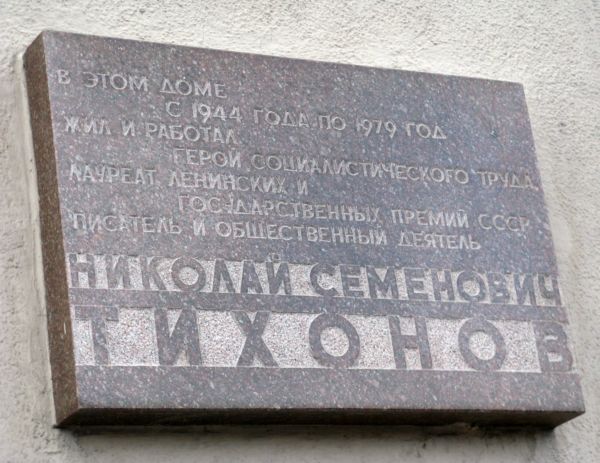 В ЭТОМ ДОМЕ
С 1944 ГОДА ПО 1979 ГОД
ЖИЛ И РАБОТАЛ
ГЕРОЙ СОЦИАЛИСТИЧЕСКОГО ТРУДА,
ЛАУРЕАТ ЛЕНИНСКИХ И
ГОСУДАРСТВЕННЫХ ПРЕМИЙ СССР
ПИСАТЕЛЬ И ОБЩЕСТВЕННЫЙ ДЕЯТЕЛЬ
НИКОЛАЙ СЕМЕНОВИЧ
ТИХОНОВ